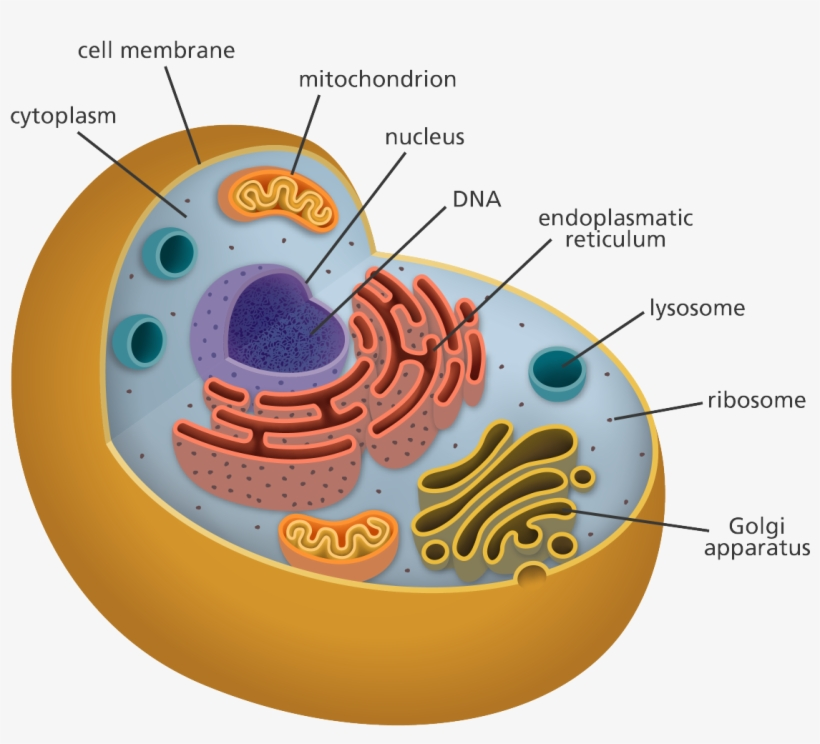 cell membrane
mitochondrion
cytoplasm
nucleus
DNA
endoplasmatic
reticulum
lysosome
ribosome
Golgi
apparatus